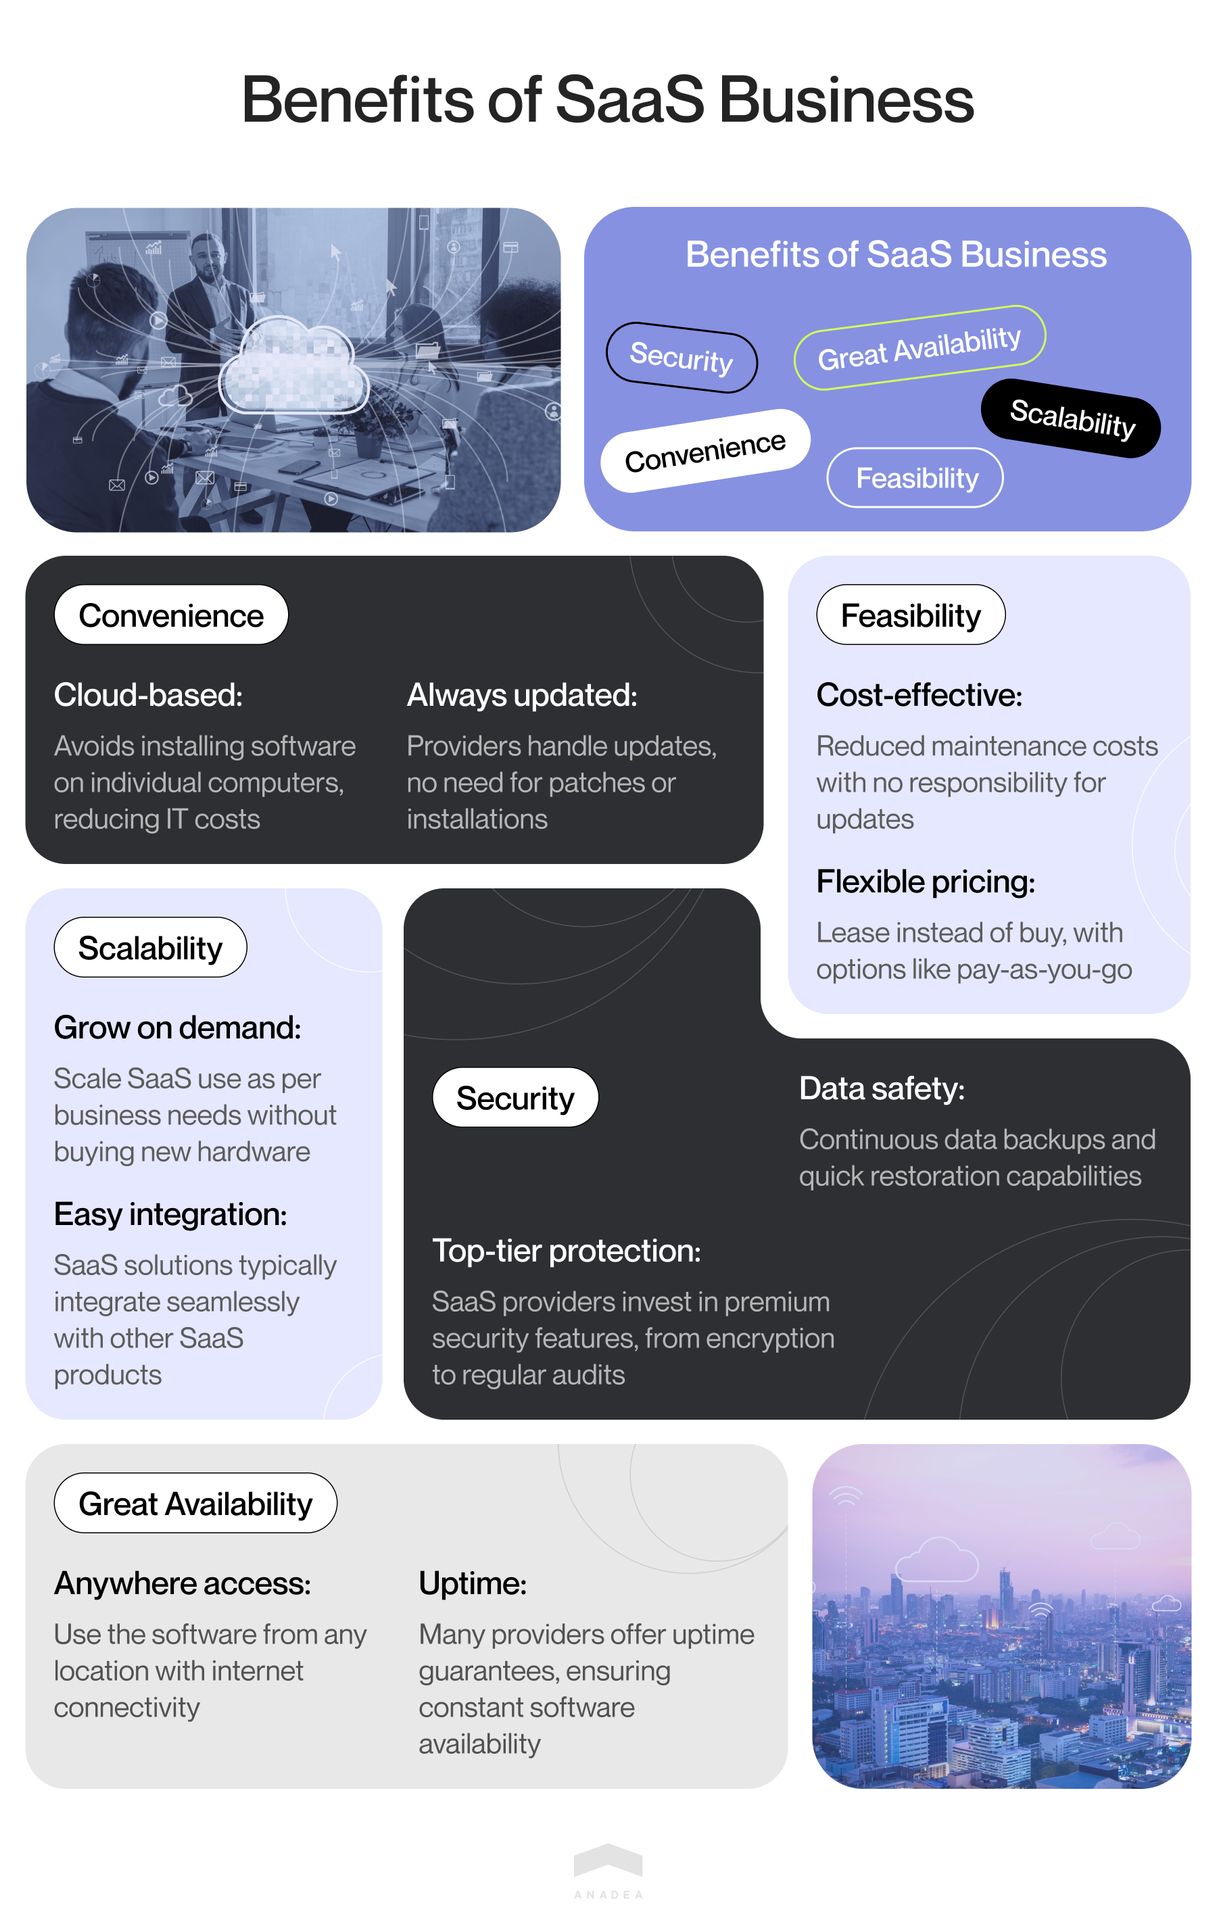 Benefits of SaaS Business
Benefits of SaaS Business
Security
Great Availability
Scalability
Convenience
Feasibility
Convenience
Cloud-based:
Avoids installing software
on individual computers,
reducing IT costs
Always updated:
Providers handle updates,
no need for patches or
installations
Feasibility
Cost-effective:
Reduced maintenance costs
with no responsibility for
updates
Flexible pricing:
Lease instead of buy, with
options like pay-as-you-go
Scalability
Grow on demand:
Scale SaaS use as per
business needs without
buying new hardware
Easy integration:
SaaS solutions typically
integrate seamlessly
with other SaaS
products
Security
Data safety:
Continuous data backups and
quick restoration capabilities
Top-tier protection:
SaaS providers invest in premium
security features, from encryption
to regular audits
Great Availability
Anywhere access:
Use the software from any
location with internet
connectivity
Uptime:
Many providers offer uptime
guarantees, ensuring
constant software
availability
ANADEA